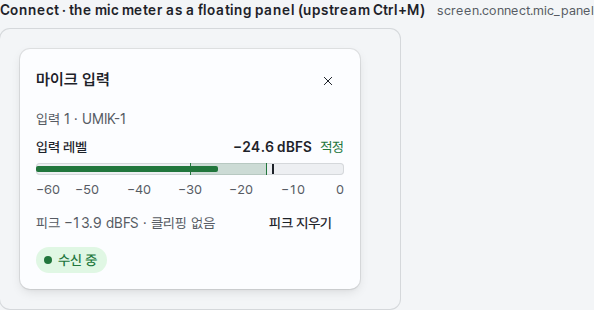 Connect · the mic meter as a floating panel (upstream Ctrl+M) screen.connect.mic_panel
마이크 입력 ×
입력 1 · UMIK-1
입력 레벨 −24.6 dBFS 적정
−60 −50 −40 −30 −20 −10 0
피크 −13.9 dBFS · 클리핑 없음 피크 지우기
수신 중